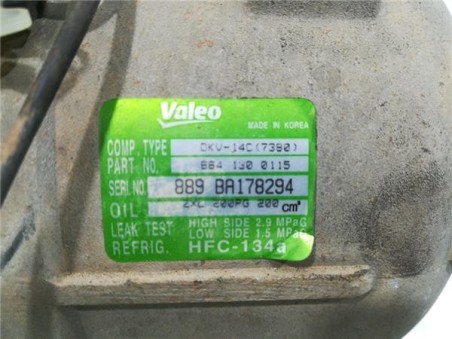 Valeo
MADE IN KOREA
COMP. TYPE DKV-14C(7380)
PART. NO. 884 130 0115
SERI. NO. 889 BA178294
OIL ZXL 200PG 200 cm³
LEAK TEST HIGH SIDE 2.9 MPaG
LOW SIDE 1.5 MPaG
REFRIG. HFC-134a